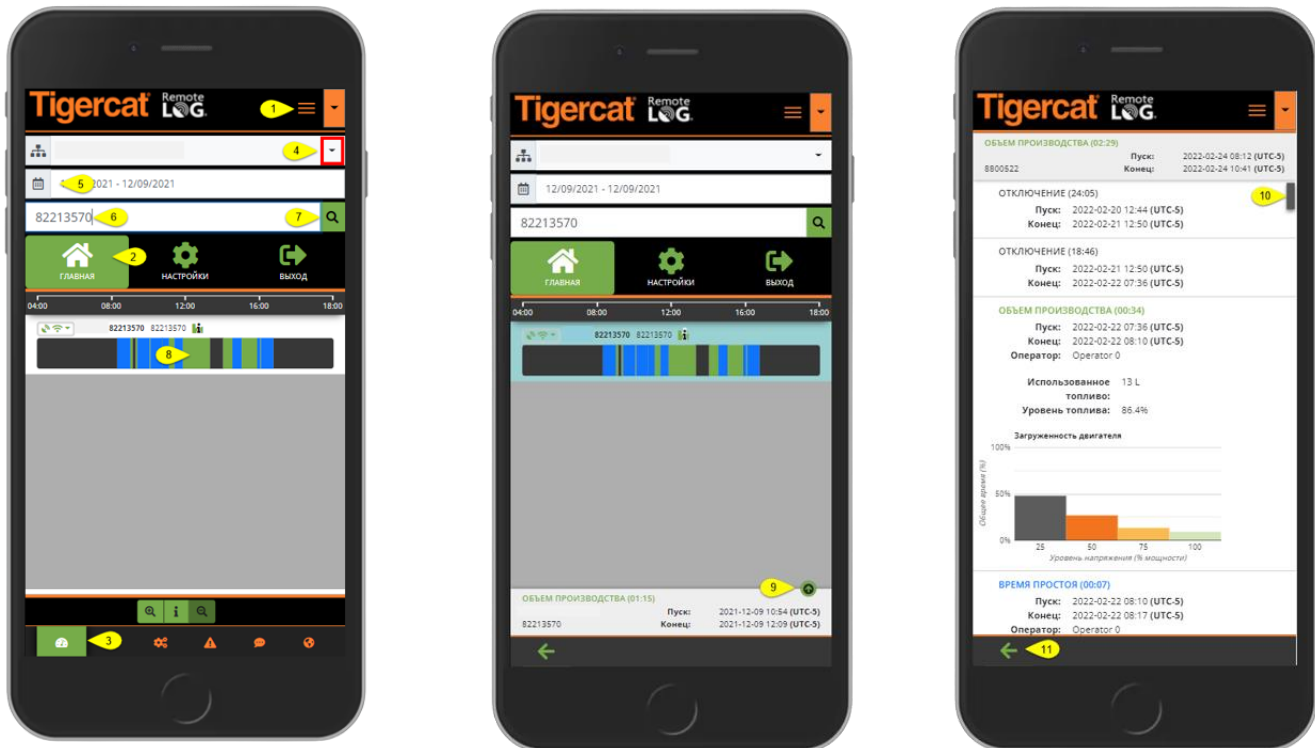 Tigercat Remote LOG
1
4
5
2021 - 12/09/2021
82213570
6
7
2
ГЛАВНАЯ
НАСТРОЙКИ
ВЫХОД
04:00 08:00 12:00 16:00 18:00
82213570 82213570
8
3
Tigercat Remote LOG
12/09/2021 - 12/09/2021
82213570
ГЛАВНАЯ
НАСТРОЙКИ
ВЫХОД
04:00 08:00 12:00 16:00 18:00
82213570 82213570
9
ОБЪЕМ ПРОИЗВОДСТВА (01:15)
Пуск: 2021-12-09 10:54 (UTC-5)
82213570 Конец: 2021-12-09 12:09 (UTC-5)
Tigercat Remote LOG
ОБЪЕМ ПРОИЗВОДСТВА (02:29)
Пуск: 2022-02-24 08:12 (UTC-5)
8800522 Конец: 2022-02-24 10:41 (UTC-5)
10
ОТКЛЮЧЕНИЕ (24:05)
Пуск: 2022-02-20 12:44 (UTC-5)
Конец: 2022-02-21 12:50 (UTC-5)
ОТКЛЮЧЕНИЕ (18:46)
Пуск: 2022-02-21 12:50 (UTC-5)
Конец: 2022-02-22 07:36 (UTC-5)
ОБЪЕМ ПРОИЗВОДСТВА (00:34)
Пуск: 2022-02-22 07:36 (UTC-5)
Конец: 2022-02-22 08:10 (UTC-5)
Оператор: Operator 0
Использованное 13 L
топливо:
Уровень топлива: 86.4%
Загруженность двигателя
100%
50%
0%
Общее время (%)
25 50 75 100
Уровень напряжения (% мощности)
ВРЕМЯ ПРОСТОЯ (00:07)
Пуск: 2022-02-22 08:10 (UTC-5)
Конец: 2022-02-22 08:17 (UTC-5)
Оператор: Operator 0
11